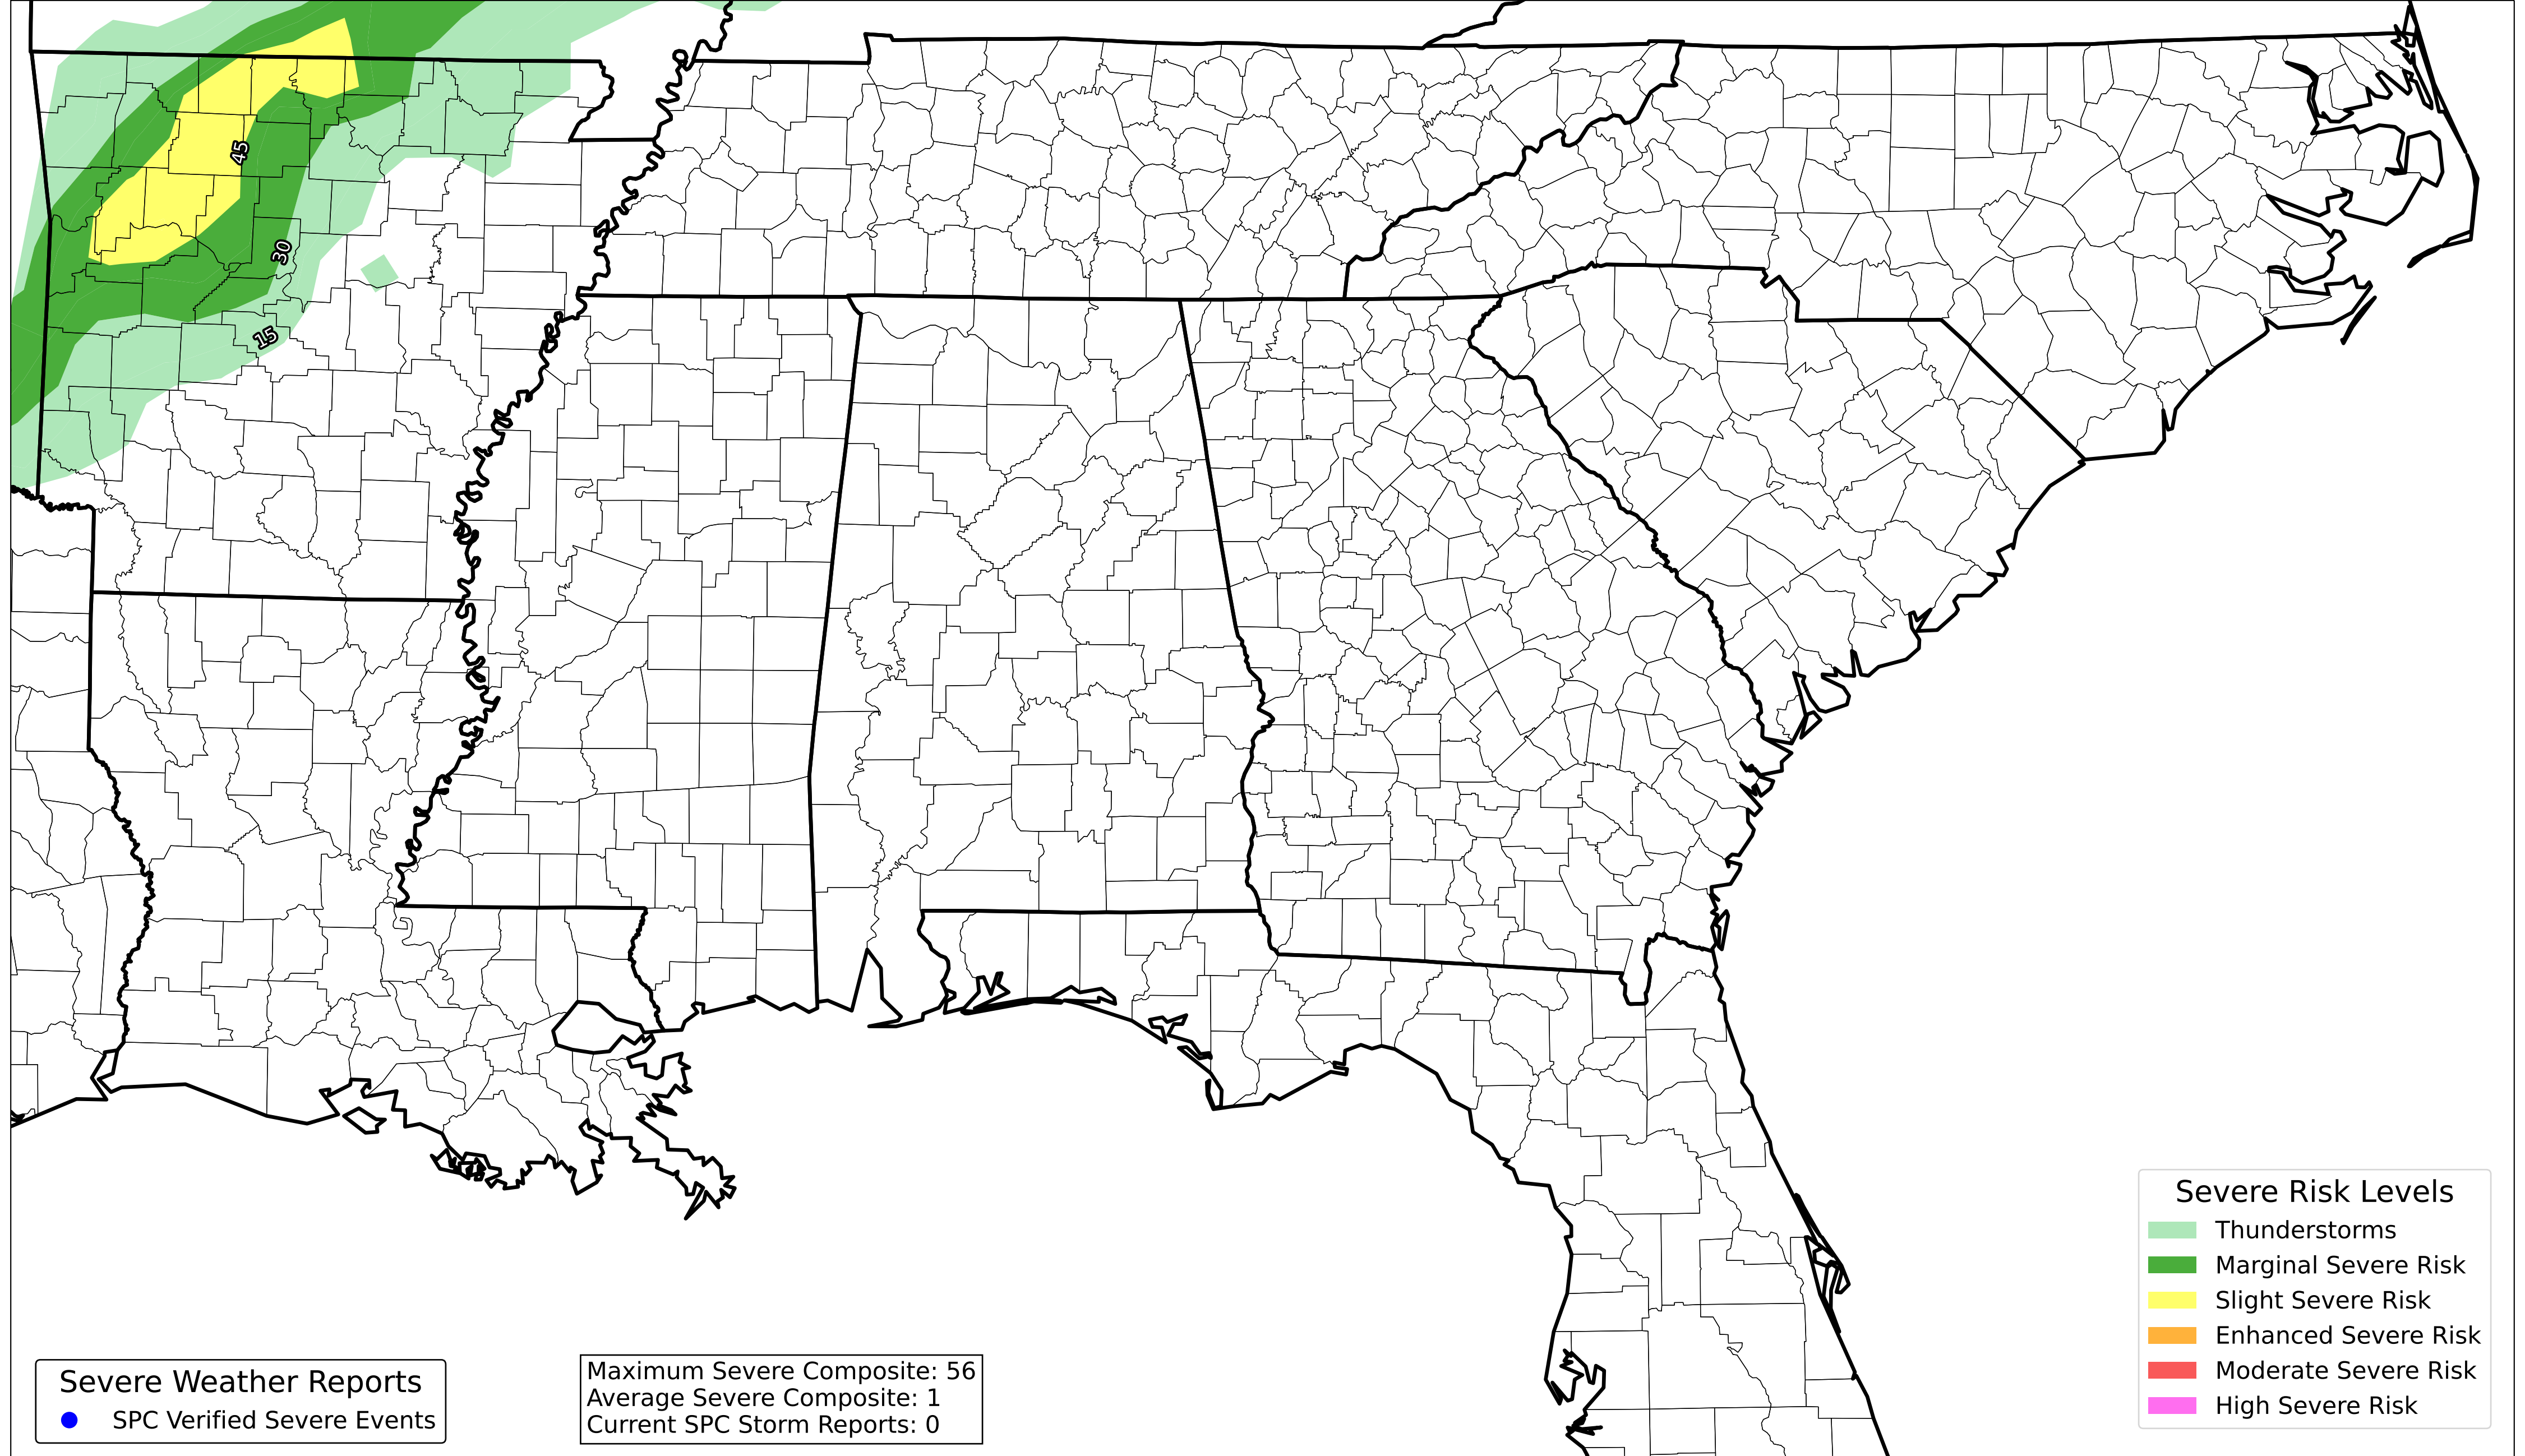 45
30
15
Severe Risk Levels
Thunderstorms
Marginal Severe Risk
Slight Severe Risk
Enhanced Severe Risk
Moderate Severe Risk
High Severe Risk
Severe Weather Reports
SPC Verified Severe Events
Maximum Severe Composite: 56
Average Severe Composite: 1
Current SPC Storm Reports: 0